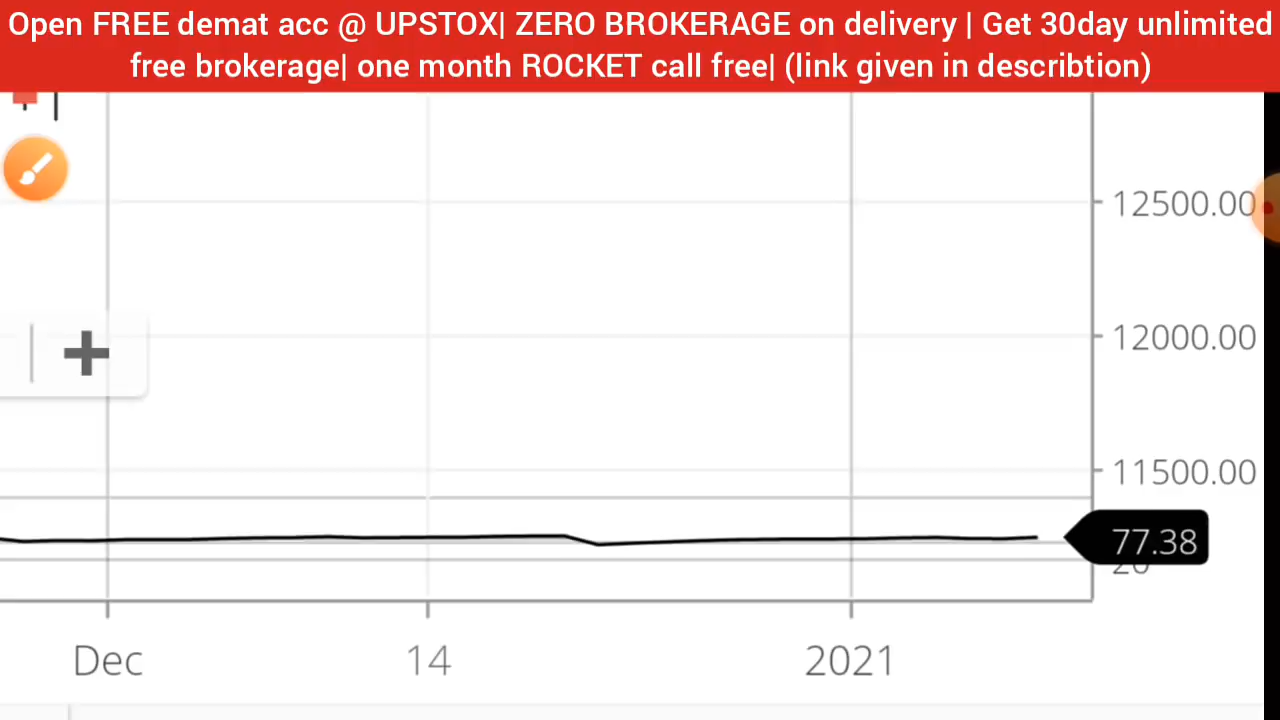 Open FREE demat acc @ UPSTOX| ZERO BROKERAGE on delivery | Get 30day unlimited
free brokerage| one month ROCKET call free| (link given in describtion)
12500.00
12000.00
11500.00
77.38
20
Dec 14 2021